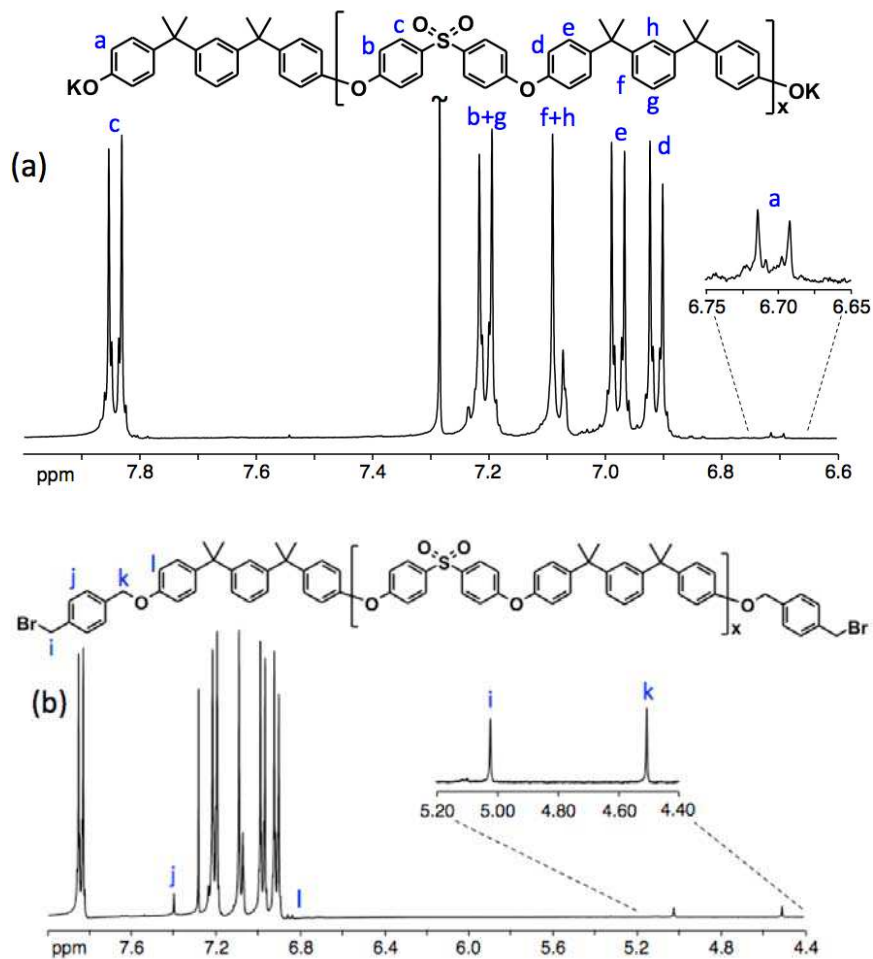 a
b
c
O O
S
d
e
f
g
h
KO
O
O
x
OK
(a)
c
~
b+g
f+h
e
d
a
6.75 6.70 6.65
ppm 7.8 7.6 7.4 7.2 7.0 6.8 6.6
j
k
l
O O
S
Br
i
O
O
O
x
O
Br
(b)
j
l
i
k
5.20 5.00 4.80 4.60 4.40
ppm 7.6 7.2 6.8 6.4 6.0 5.6 5.2 4.8 4.4